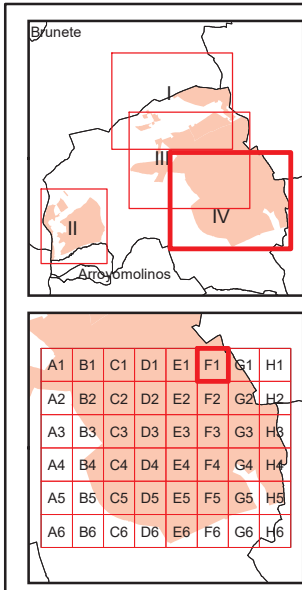 Brunete
I
III
IV
II
Arroyomolinos
A1 B1 C1 D1 E1 F1 G1 H1
A2 B2 C2 D2 E2 F2 G2 H2
A3 B3 C3 D3 E3 F3 G3 H3
A4 B4 C4 D4 E4 F4 G4 H4
A5 B5 C5 D5 E5 F5 G5 H5
A6 B6 C6 D6 E6 F6 G6 H6